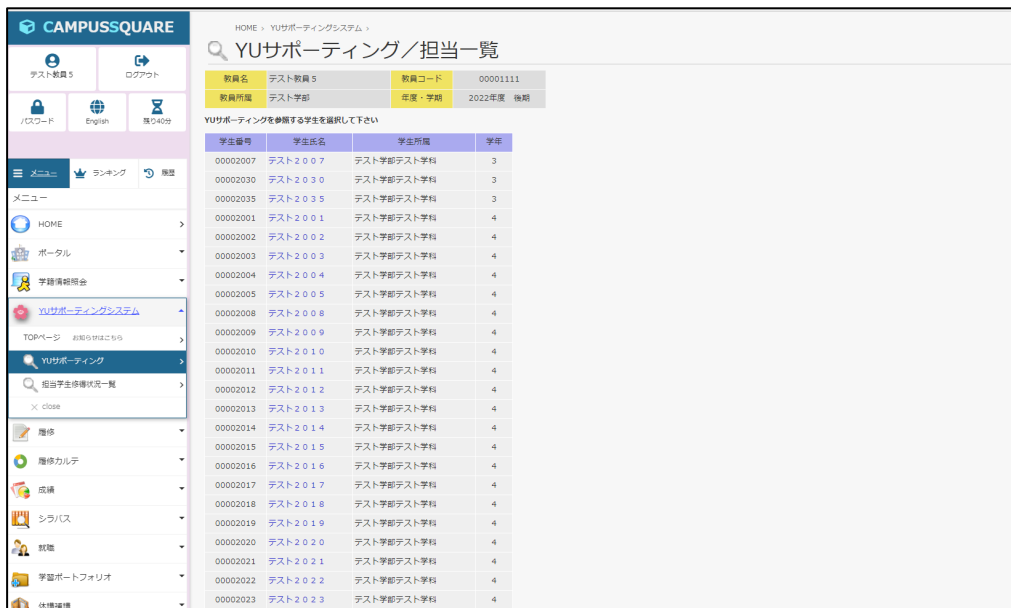 CAMPUSSQUARE
テスト教員５
ログアウト
パスワード
English
残り40分
メニュー
ランキング
履歴
メニュー
HOME
ポータル
学籍情報照会
YUサポーティングシステム
TOPページ お知らせはこちら
YUサポーティング
担当学生修得状況一覧
× close
履修
履修カルテ
成績
シラバス
就職
学習ポートフォリオ
休講補講
HOME > YUサポーティングシステム >
YUサポーティング／担当一覧
教員名 テスト教員５ 教員コード 00001111
教員所属 テスト学部 年度・学期 2022年度 後期
YUサポーティングを参照する学生を選択して下さい
学生番号 学生氏名 学生所属 学年
00002007 テスト２００７ テスト学部テスト学科 3
00002030 テスト２０３０ テスト学部テスト学科 3
00002035 テスト２０３５ テスト学部テスト学科 3
00002001 テスト２００１ テスト学部テスト学科 4
00002002 テスト２００２ テスト学部テスト学科 4
00002003 テスト２００３ テスト学部テスト学科 4
00002004 テスト２００４ テスト学部テスト学科 4
00002005 テスト２００５ テスト学部テスト学科 4
00002008 テスト２００８ テスト学部テスト学科 4
00002009 テスト２００９ テスト学部テスト学科 4
00002010 テスト２０１０ テスト学部テスト学科 4
00002011 テスト２０１１ テスト学部テスト学科 4
00002012 テスト２０１２ テスト学部テスト学科 4
00002013 テスト２０１３ テスト学部テスト学科 4
00002014 テスト２０１４ テスト学部テスト学科 4
00002015 テスト２０１５ テスト学部テスト学科 4
00002016 テスト２０１６ テスト学部テスト学科 4
00002017 テスト２０１７ テスト学部テスト学科 4
00002018 テスト２０１８ テスト学部テスト学科 4
00002019 テスト２０１９ テスト学部テスト学科 4
00002020 テスト２０２０ テスト学部テスト学科 4
00002021 テスト２０２１ テスト学部テスト学科 4
00002022 テスト２０２２ テスト学部テスト学科 4
00002023 テスト２０２３ テスト学部テスト学科 4